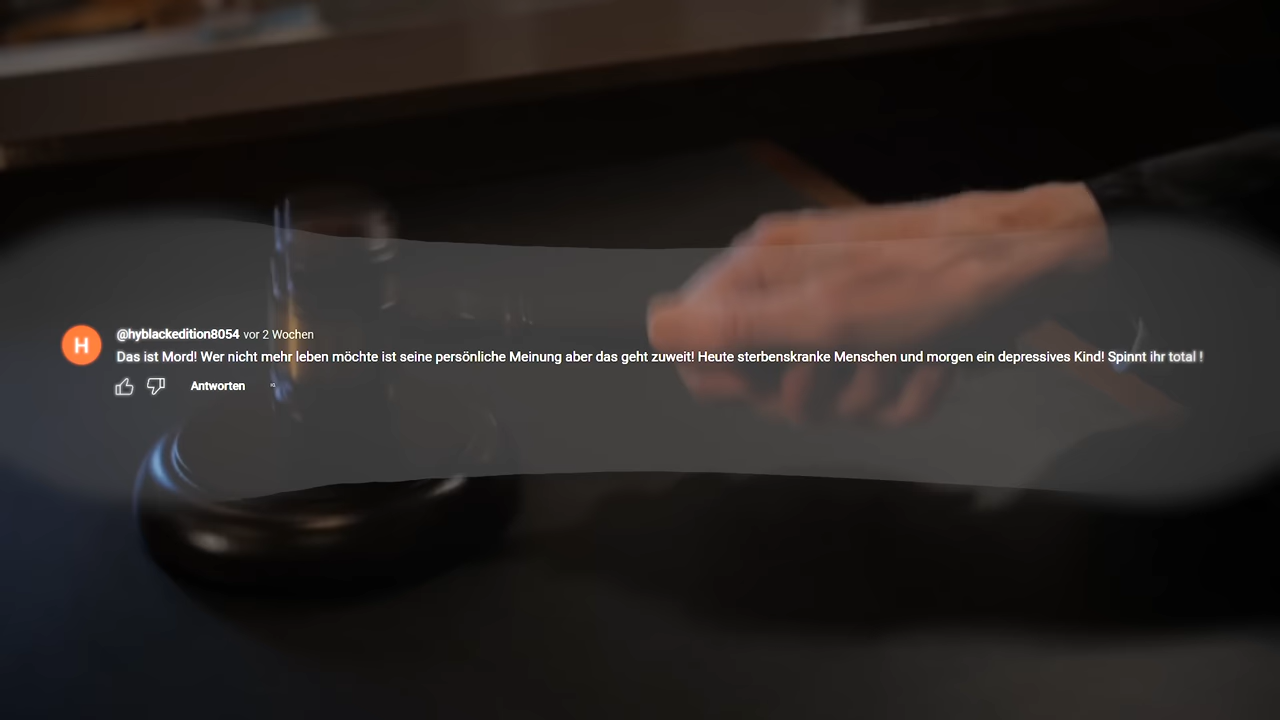 H
@hyblackedition8054 vor 2 Wochen
Das ist Mord! Wer nicht mehr leben möchte ist seine persönliche Meinung aber das geht zuweit! Heute sterbenskranke Menschen und morgen ein depressives Kind! Spinnt ihr total !
Antworten